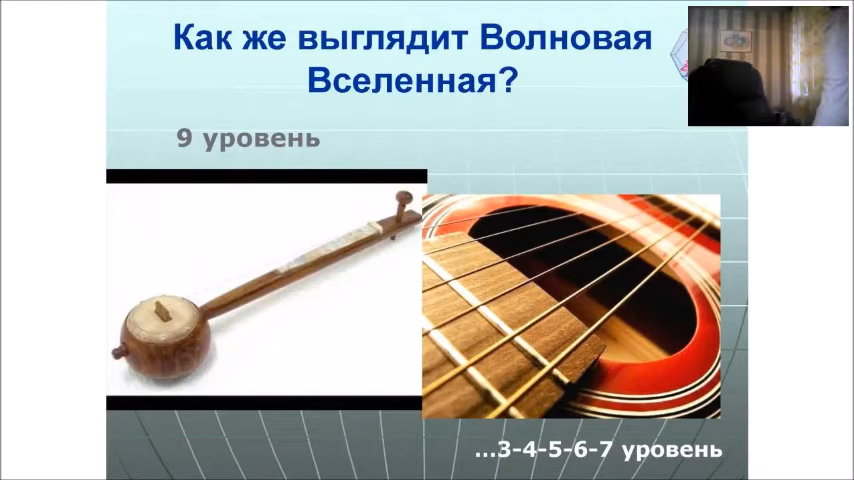 Как же выглядит Волновая
Вселенная?
9 уровень
...3-4-5-6-7 уровень